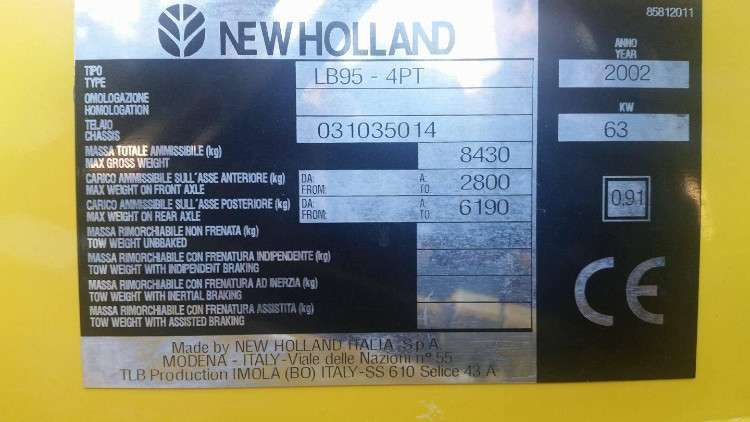 85812011
NEW HOLLAND
TIPO
TYPE
LB95 - 4PT
ANNO
YEAR
2002
OMOLOGAZIONE
HOMOLOGATION
TELAIO
CHASSIS
031035014
KW
63
MASSA TOTALE AMMISSIBILE (kg)
MAX GROSS WEIGHT
8430
CARICO AMMISSIBILE SULL'ASSE ANTERIORE (kg)
MAX WEIGHT ON FRONT AXLE
DA:
FROM:
A:
TO:
2800
CARICO AMMISSIBILE SULL'ASSE POSTERIORE (kg)
MAX WEIGHT ON REAR AXLE
DA:
FROM:
A:
TO:
6190
0.91
MASSA RIMORCHIABILE NON FRENATA (kg)
TOW WEIGHT UNBBAKED
MASSA RIMORCHIABILE CON FRENATURA INDIPENDENTE (kg)
TOW WEIGHT WITH INDIPENDENT BRAKING
MASSA RIMORCHIABILE CON FRENATURA AD INERZIA (kg)
TOW WEIGHT WITH INERTIAL BRAKING
MASSA RIMORCHIABILE CON FRENATURA ASSISTITA (kg)
TOW WEIGHT WITH ASSISTED BRAKING
CE
Made by NEW HOLLAND ITALIA S.p.A.
MODENA - ITALY-Viale delle Nazioni n° 55
TLB Production IMOLA (BO) ITALY-SS 610 Selice 43 A